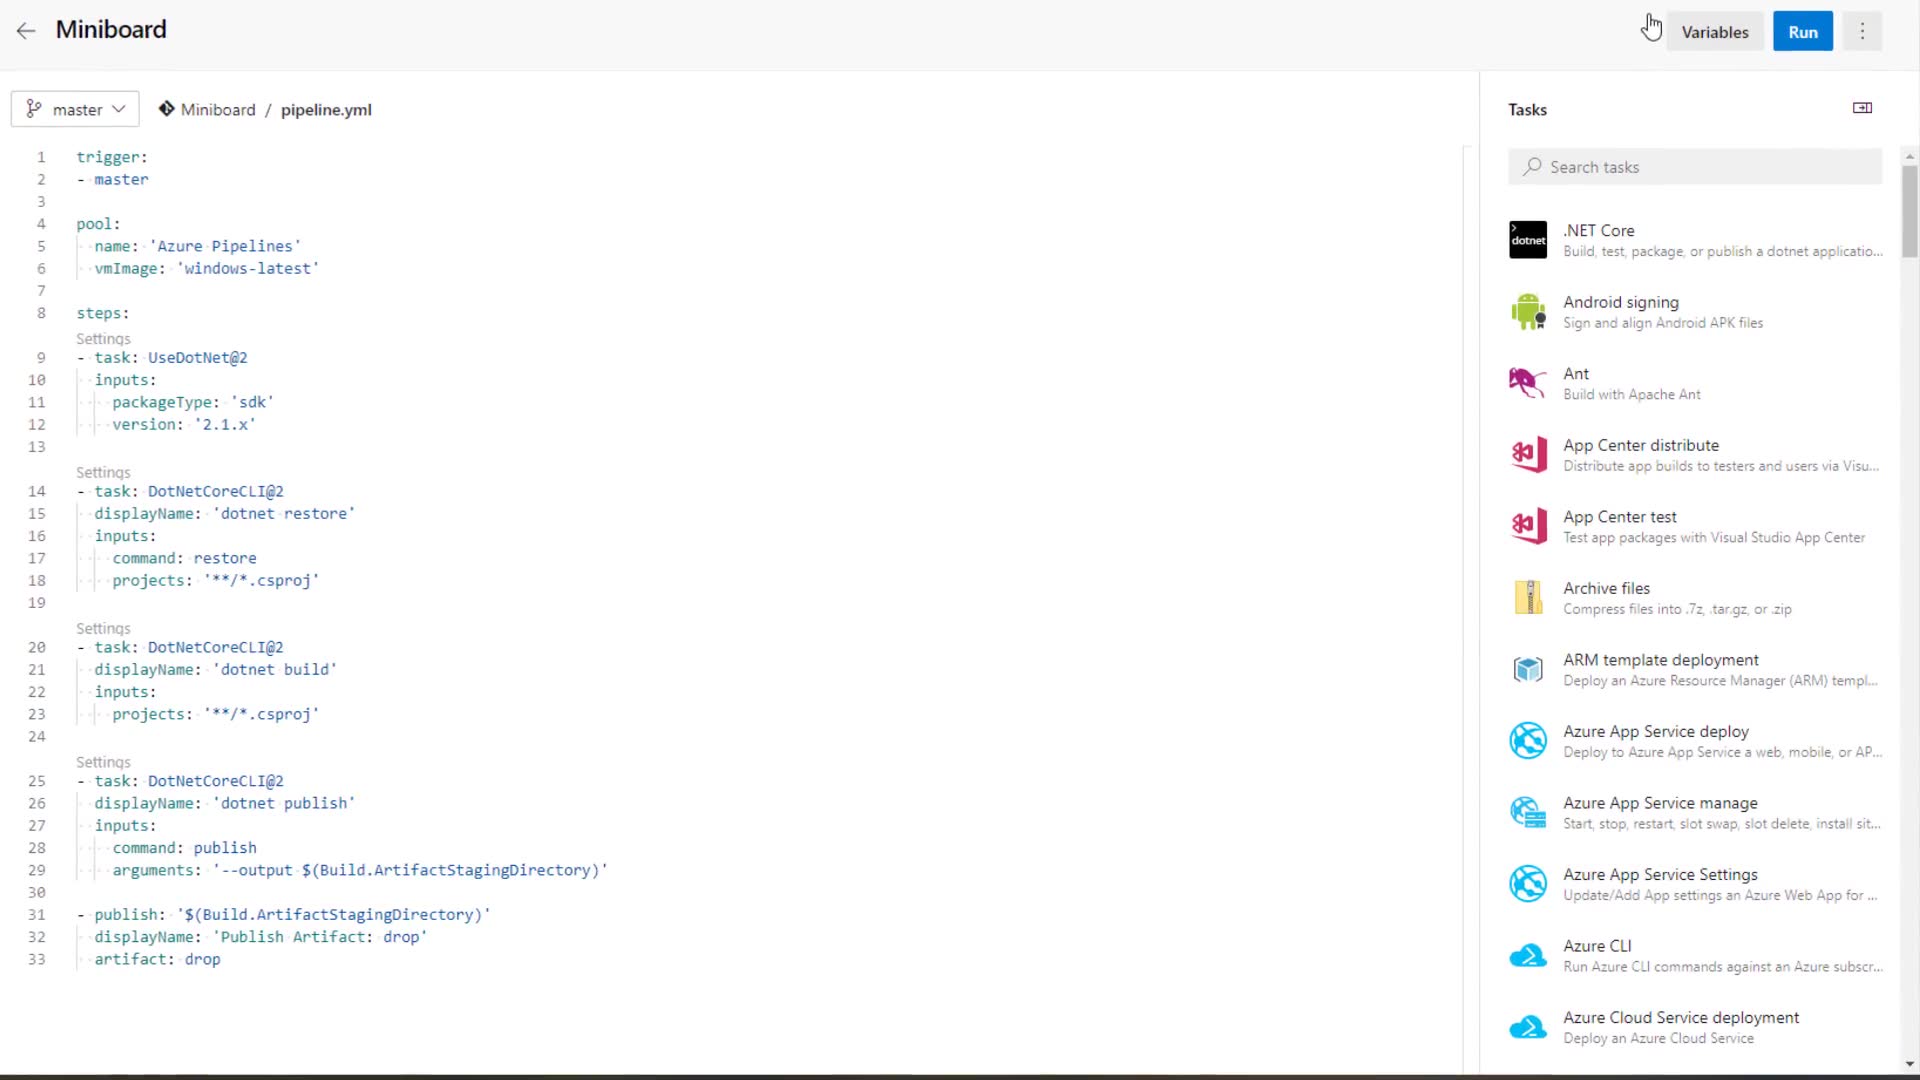 Miniboard
Variables
Run
master
Miniboard / pipeline.yml
1 trigger:
2 - master
3
4 pool:
5 name: 'Azure Pipelines'
6 vmImage: 'windows-latest'
7
8 steps:
Settings
9 - task: UseDotNet@2
10 inputs:
11 packageType: 'sdk'
12 version: '2.1.x'
13
Settings
14 - task: DotNetCoreCLI@2
15 displayName: 'dotnet restore'
16 inputs:
17 command: restore
18 projects: '**/*.csproj'
19
Settings
20 - task: DotNetCoreCLI@2
21 displayName: 'dotnet build'
22 inputs:
23 projects: '**/*.csproj'
24
Settings
25 - task: DotNetCoreCLI@2
26 displayName: 'dotnet publish'
27 inputs:
28 command: publish
29 arguments: '--output $(Build.ArtifactStagingDirectory)'
30
31 - publish: '$(Build.ArtifactStagingDirectory)'
32 displayName: 'Publish Artifact: drop'
33 artifact: drop
Tasks
Search tasks
dotnet
.NET Core
Build, test, package, or publish a dotnet applicatio...
Android signing
Sign and align Android APK files
Ant
Build with Apache Ant
App Center distribute
Distribute app builds to testers and users via Visu...
App Center test
Test app packages with Visual Studio App Center
Archive files
Compress files into .7z, .tar.gz, or .zip
ARM template deployment
Deploy an Azure Resource Manager (ARM) templ...
Azure App Service deploy
Deploy to Azure App Service a web, mobile, or AP...
Azure App Service manage
Start, stop, restart, slot swap, slot delete, install sit...
Azure App Service Settings
Update/Add App settings an Azure Web App for ...
Azure CLI
Run Azure CLI commands against an Azure subscr...
Azure Cloud Service deployment
Deploy an Azure Cloud Service